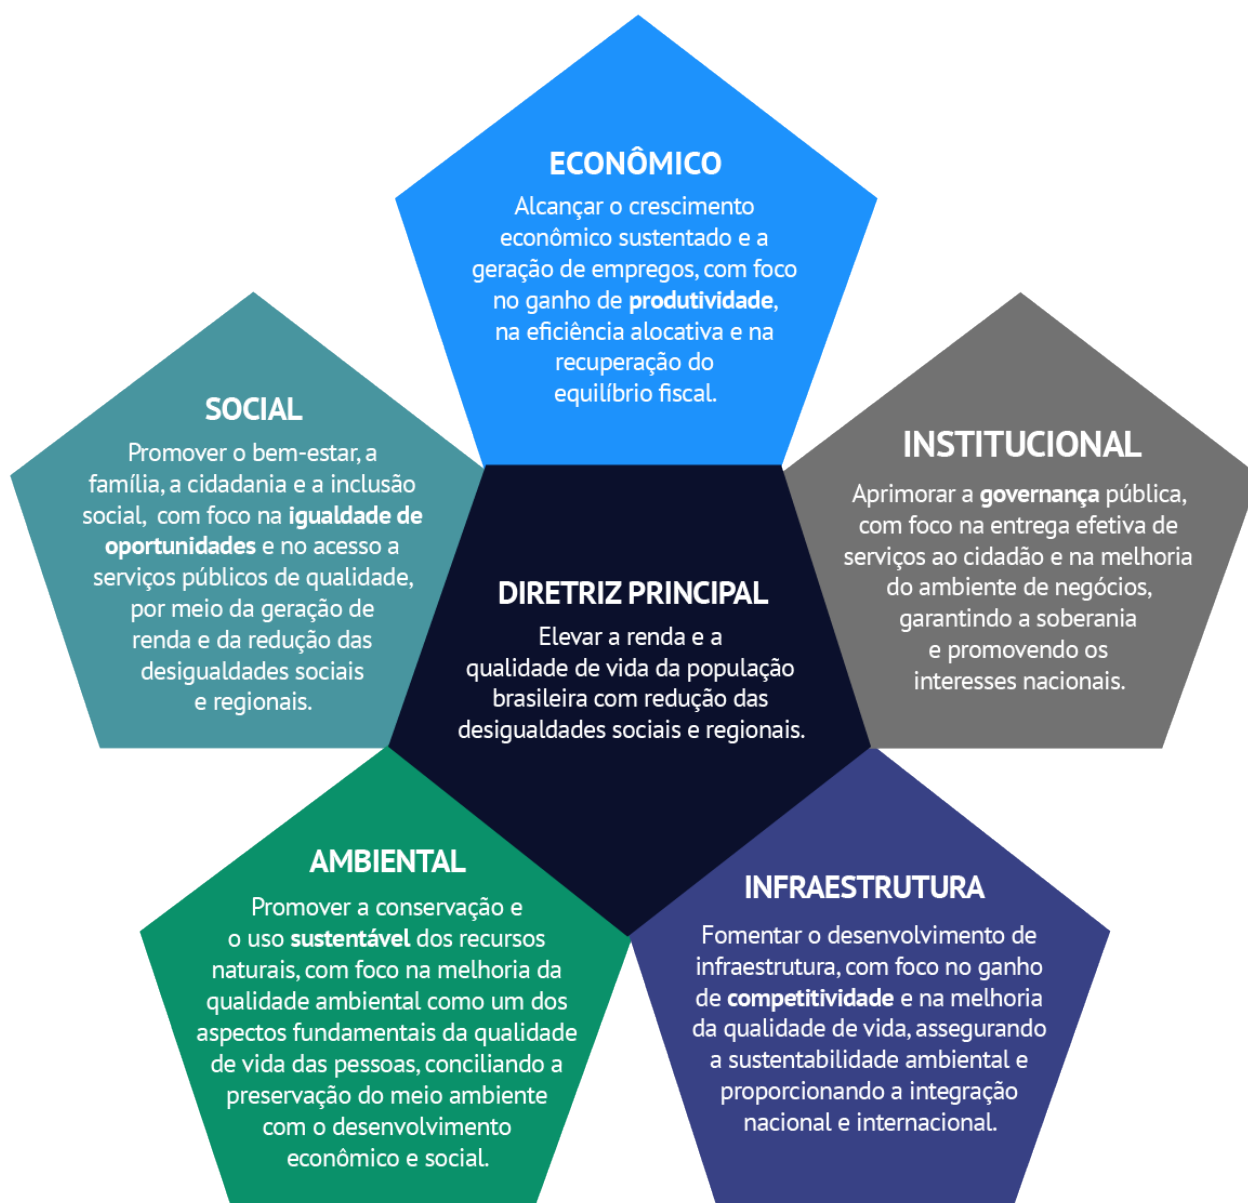 ECONÔMICO
Alcançar o crescimento
econômico sustentado e a
geração de empregos, com foco
no ganho de produtividade,
na eficiência alocativa e na
recuperação do
equilíbrio fiscal.
SOCIAL
Promover o bem-estar, a
família, a cidadania e a inclusão
social, com foco na igualdade de
oportunidades e no acesso a
serviços públicos de qualidade,
por meio da geração de
renda e da redução das
desigualdades sociais
e regionais.
INSTITUCIONAL
Aprimorar a governança pública,
com foco na entrega efetiva de
serviços ao cidadão e na melhoria
do ambiente de negócios,
garantindo a soberania
e promovendo os
interesses nacionais.
DIRETRIZ PRINCIPAL
Elevar a renda e a
qualidade de vida da população
brasileira com redução das
desigualdades sociais e regionais.
AMBIENTAL
Promover a conservação e
o uso sustentável dos recursos
naturais, com foco na melhoria da
qualidade ambiental como um dos
aspectos fundamentais da qualidade
de vida das pessoas, conciliando a
preservação do meio ambiente
com o desenvolvimento
econômico e social.
INFRAESTRUTURA
Fomentar o desenvolvimento de
infraestrutura, com foco no ganho
de competitividade e na melhoria
da qualidade de vida, assegurando
a sustentabilidade ambiental e
proporcionando a integração
nacional e internacional.